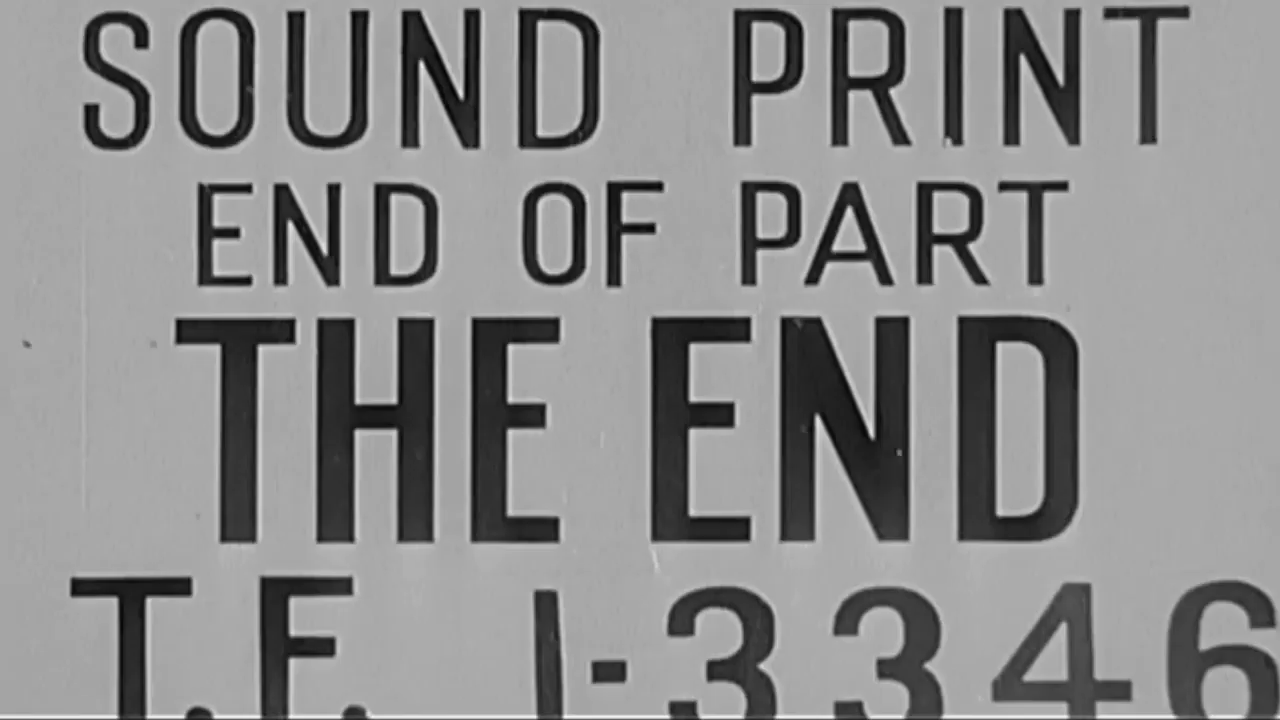 SOUND PRINT
END OF PART
THE END
T.F. 1-3346